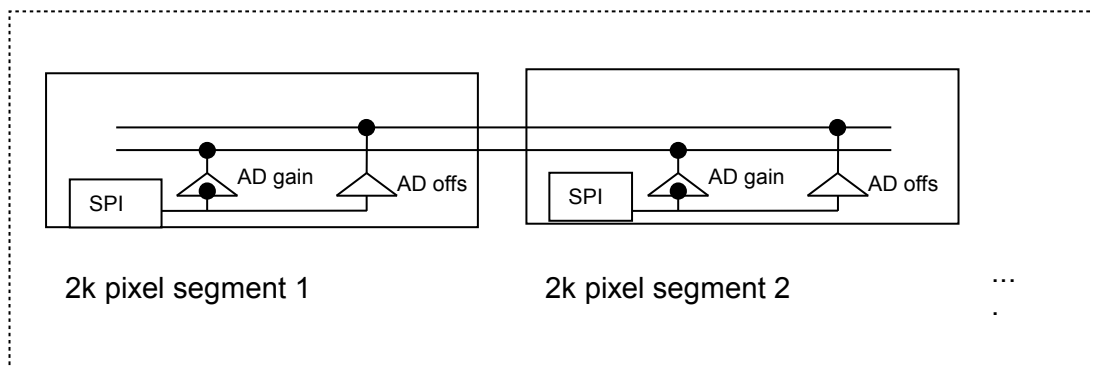 AD gain
AD offs
SPI
AD gain
AD offs
SPI
2k pixel segment 1
2k pixel segment 2
...
.